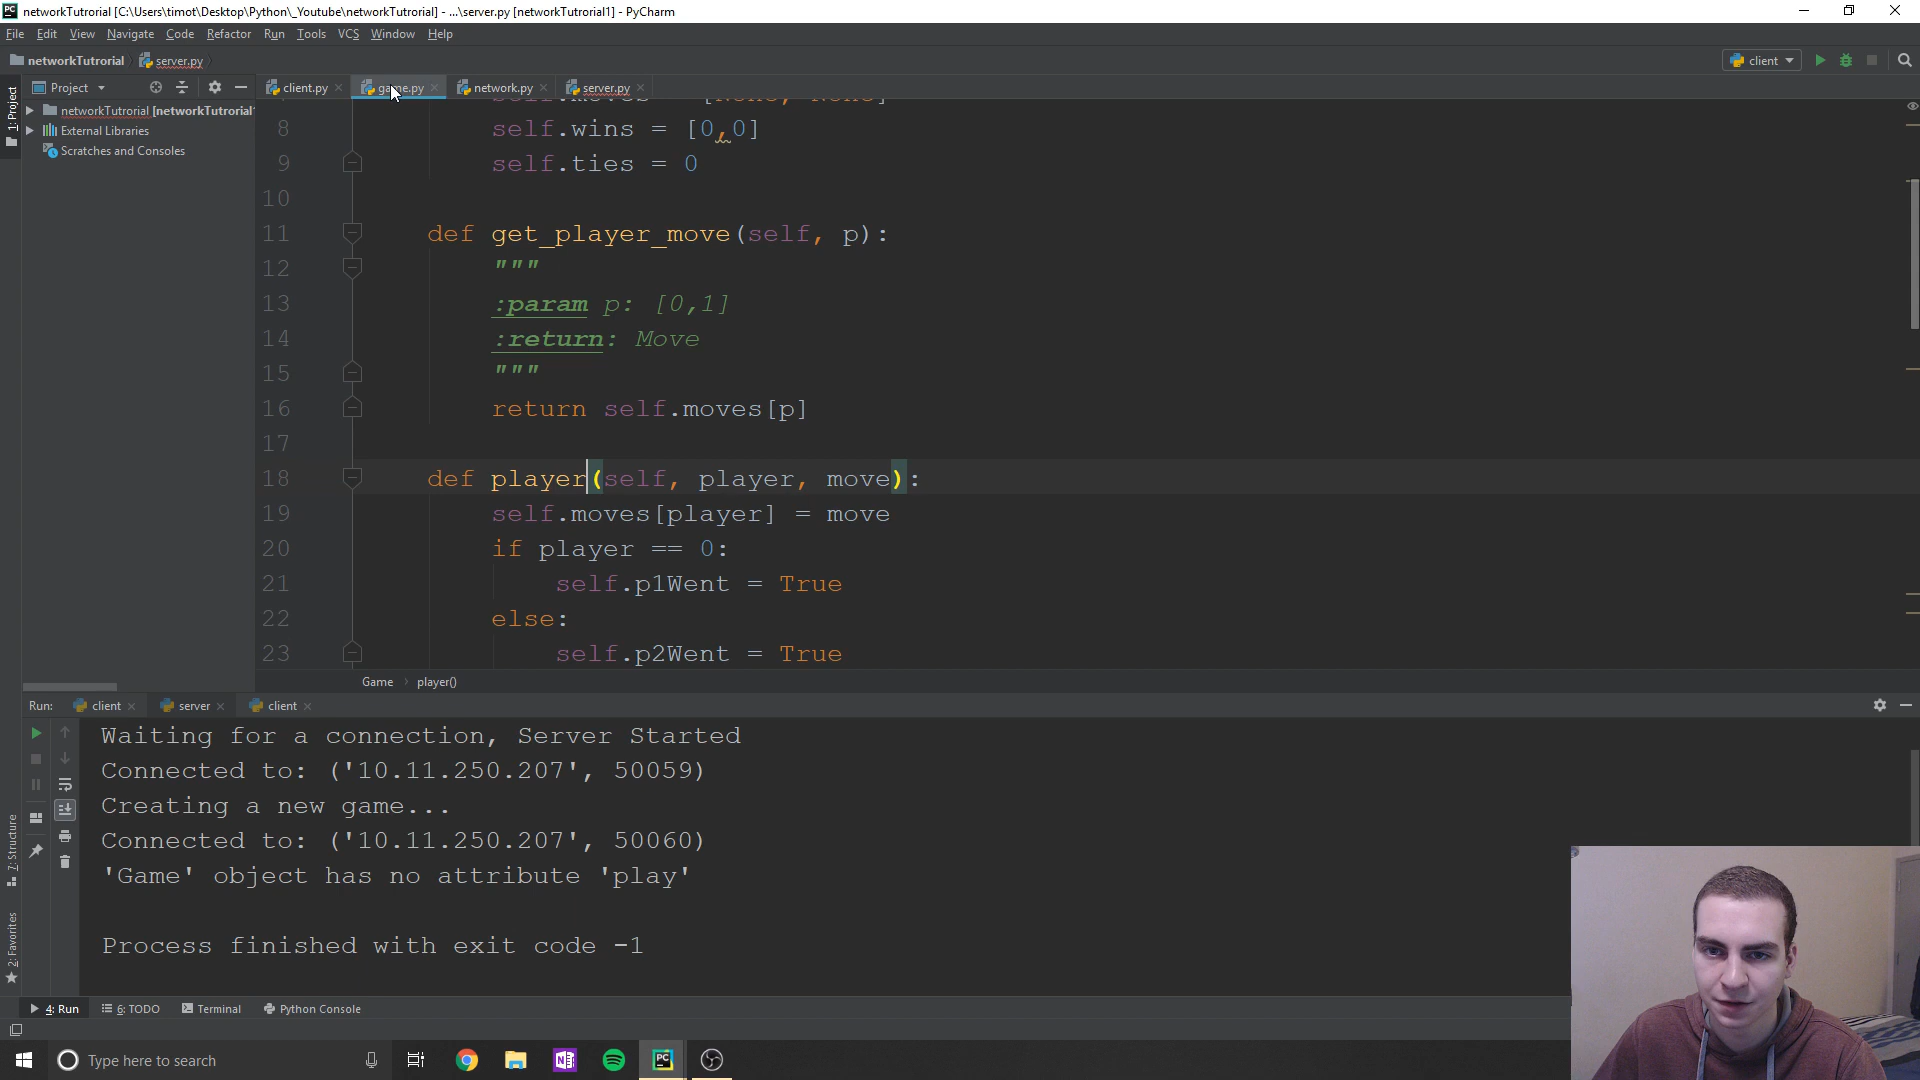 networkTutrorial [C:\Users\timot\Desktop\Python\_Youtube\networkTutrorial] - ...\server.py [networkTutrorial1] - PyCharm
File Edit View Navigate Code Refactor Run Tools VCS Window Help
networkTutrorial server.py client
Project client.py game.py network.py server.py
1: Project
networkTutrorial [networkTutrorial1
External Libraries
Scratches and Consoles
self.moves = [None, None]
8 self.wins = [0,0]
9 self.ties = 0
10
11 def get_player_move(self, p):
12 """
13 :param p: [0,1]
14 :return: Move
15 """
16 return self.moves[p]
17
18 def player(self, player, move):
19 self.moves[player] = move
20 if player == 0:
21 self.p1Went = True
22 else:
23 self.p2Went = True
Game player()
Run: client server client
Waiting for a connection, Server Started
Connected to: ('10.11.250.207', 50059)
Creating a new game...
Connected to: ('10.11.250.207', 50060)
'Game' object has no attribute 'play'
Process finished with exit code -1
7: Structure
2: Favorites
4: Run 6: TODO Terminal Python Console
Type here to search